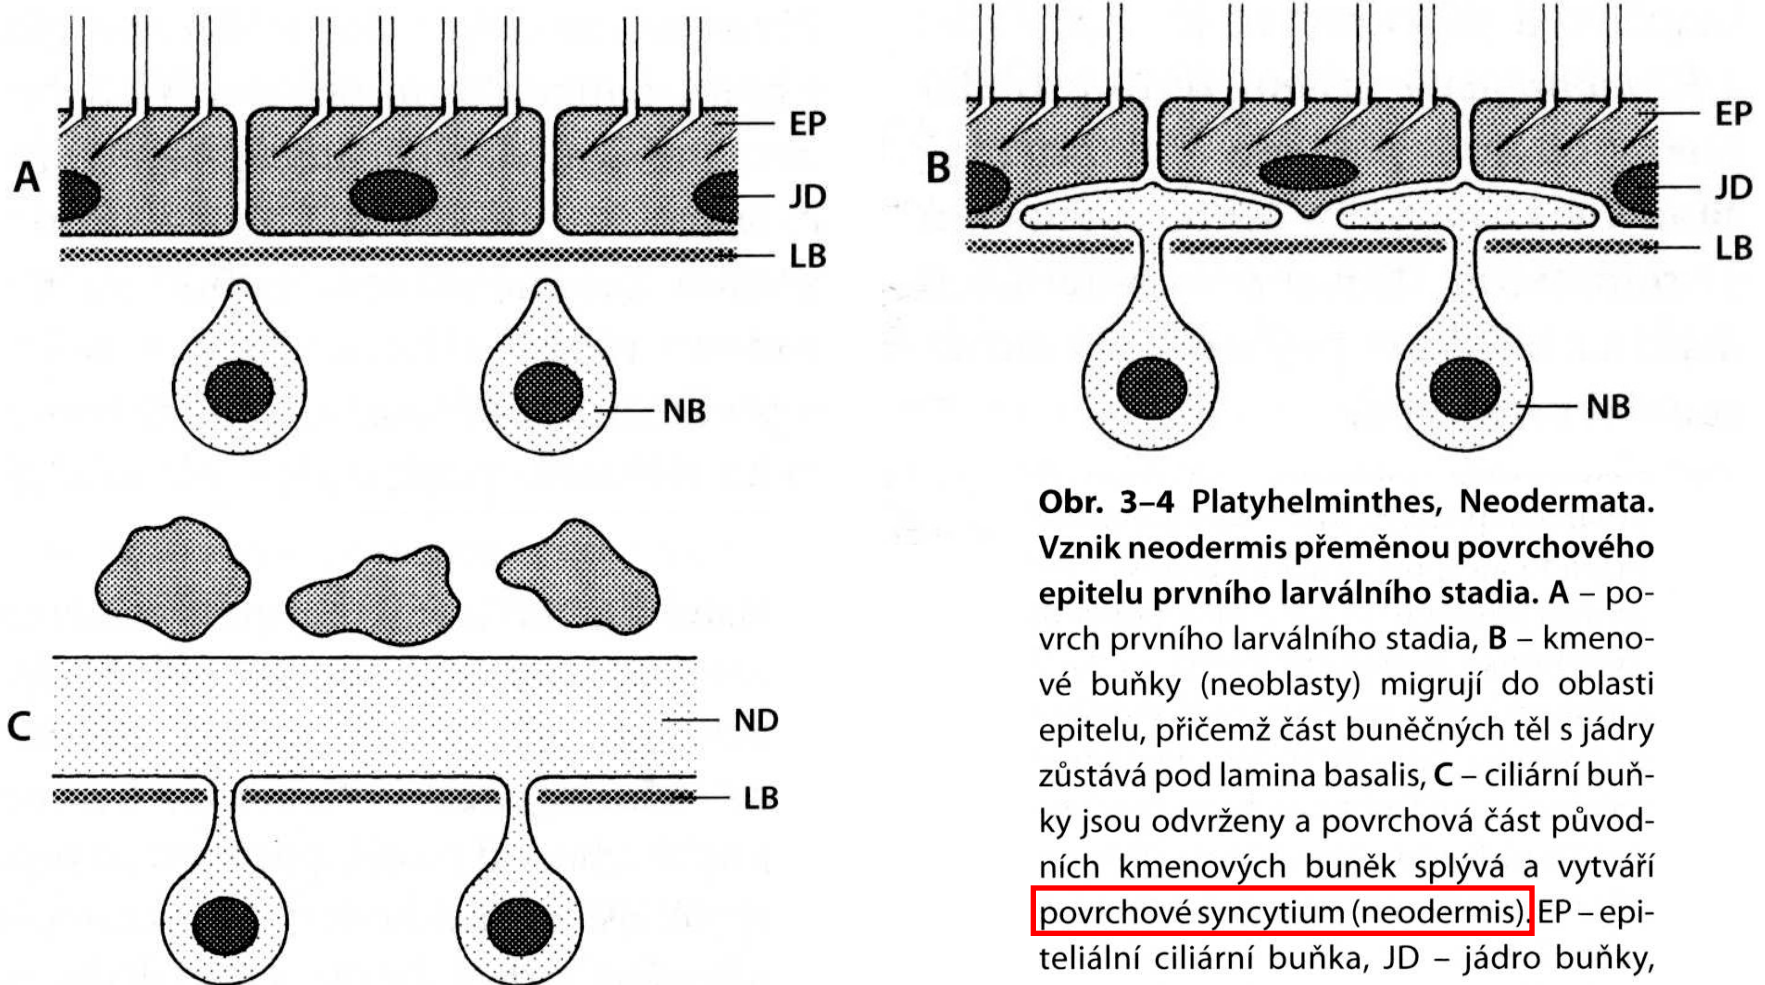 A
EP
JD
LB
NB
B
EP
JD
LB
NB
C
ND
LB
Obr. 3–4 Platyhelminthes, Neodermata.
Vznik neodermis přeměnou povrchového
epitelu prvního larválního stadia. A – po-
vrch prvního larválního stadia, B – kmeno-
vé buňky (neoblasty) migrují do oblasti
epitelu, přičemž část buněčných těl s jádry
zůstává pod lamina basalis, C – ciliární buň-
ky jsou odvrženy a povrchová část původ-
ních kmenových buněk splývá a vytváří
povrchové syncytium (neodermis). EP – epi-
teliální ciliární buňka, JD – jádro buňky,